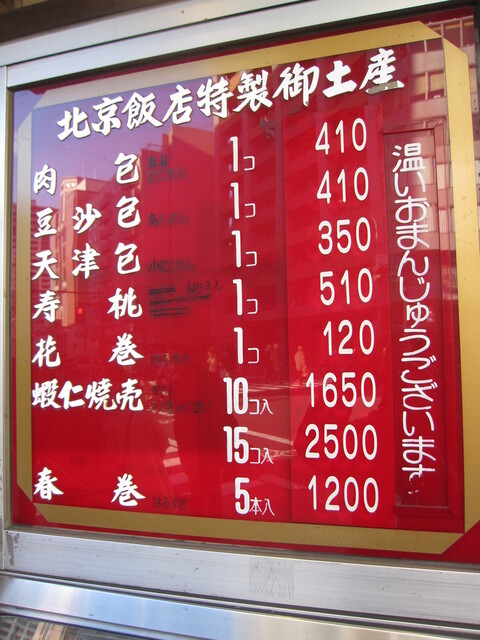 北京飯店特製御土産
肉包 1コ 410
豆沙包 1コ 410
天津包 1コ 350
寿桃 1コ 510
花巻 1コ 120
蝦仁焼売 10コ入 1650
15コ入 2500
春巻 5本入 1200
温いおまんじゅうございます